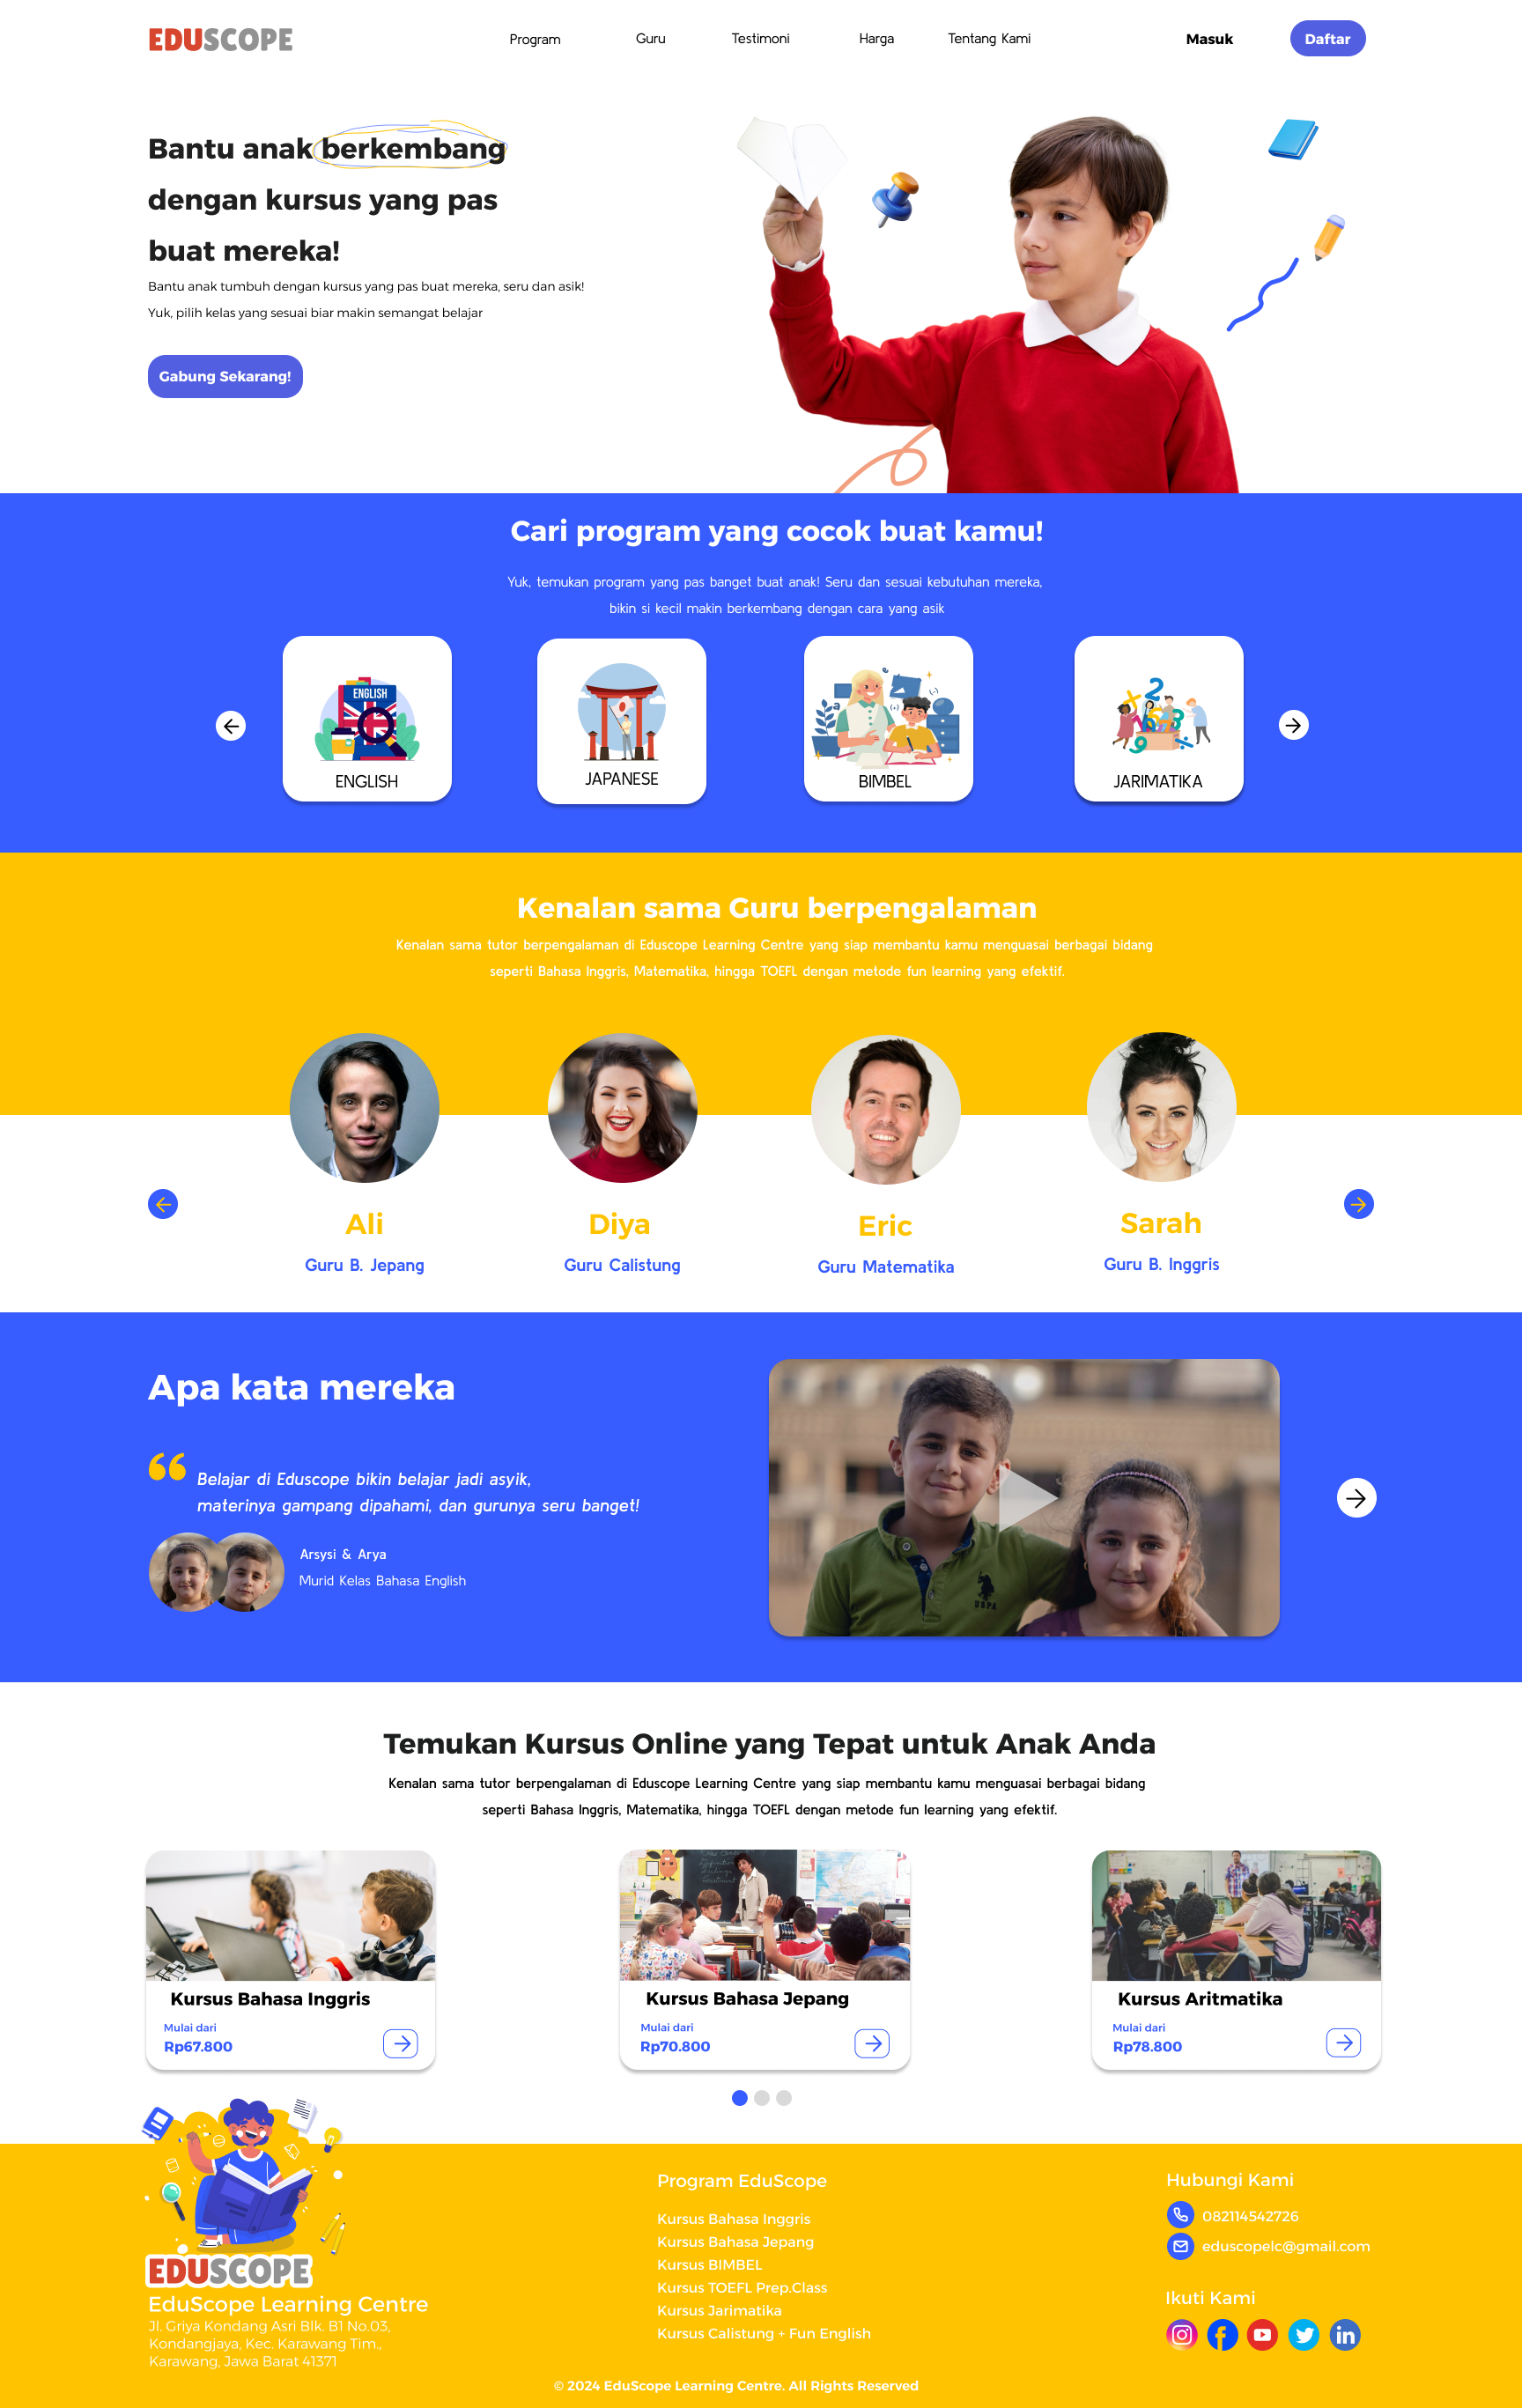 EDUSCOPE
Program
Guru
Testimoni
Harga
Tentang Kami
Masuk
Daftar
Bantu anak berkembang
dengan kursus yang pas
buat mereka!
Bantu anak tumbuh dengan kursus yang pas buat mereka, seru dan asik!
Yuk, pilih kelas yang sesuai biar makin semangat belajar
Gabung Sekarang!
Cari program yang cocok buat kamu!
Yuk, temukan program yang pas banget buat anak! Seru dan sesuai kebutuhan mereka,
bikin si kecil makin berkembang dengan cara yang asik
ENGLISH
ENGLISH
JAPANESE
BIMBEL
JARIMATIKA
Kenalan sama Guru berpengalaman
Kenalan sama tutor berpengalaman di Eduscope Learning Centre yang siap membantu kamu menguasai berbagai bidang
seperti Bahasa Inggris, Matematika, hingga TOEFL dengan metode fun learning yang efektif.
Ali
Guru B. Jepang
Diya
Guru Calistung
Eric
Guru Matematika
Sarah
Guru B. Inggris
Apa kata mereka
“ Belajar di Eduscope bikin belajar jadi asyik,
materinya gampang dipahami, dan gurunya seru banget!
Arsysi & Arya
Murid Kelas Bahasa English
USPA
Temukan Kursus Online yang Tepat untuk Anak Anda
Kenalan sama tutor berpengalaman di Eduscope Learning Centre yang siap membantu kamu menguasai berbagai bidang
seperti Bahasa Inggris, Matematika, hingga TOEFL dengan metode fun learning yang efektif.
Kursus Bahasa Inggris
Mulai dari
Rp67.800
Kursus Bahasa Jepang
Mulai dari
Rp70.800
Kursus Aritmatika
Mulai dari
Rp78.800
EDUSCOPE
EduScope Learning Centre
Jl. Griya Kondang Asri Blk. B1 No.03,
Kondangjaya, Kec. Karawang Tim.,
Karawang, Jawa Barat 41371
Program EduScope
Kursus Bahasa Inggris
Kursus Bahasa Jepang
Kursus BIMBEL
Kursus TOEFL Prep.Class
Kursus Jarimatika
Kursus Calistung + Fun English
Hubungi Kami
082114542726
eduscopelc@gmail.com
Ikuti Kami
© 2024 EduScope Learning Centre. All Rights Reserved